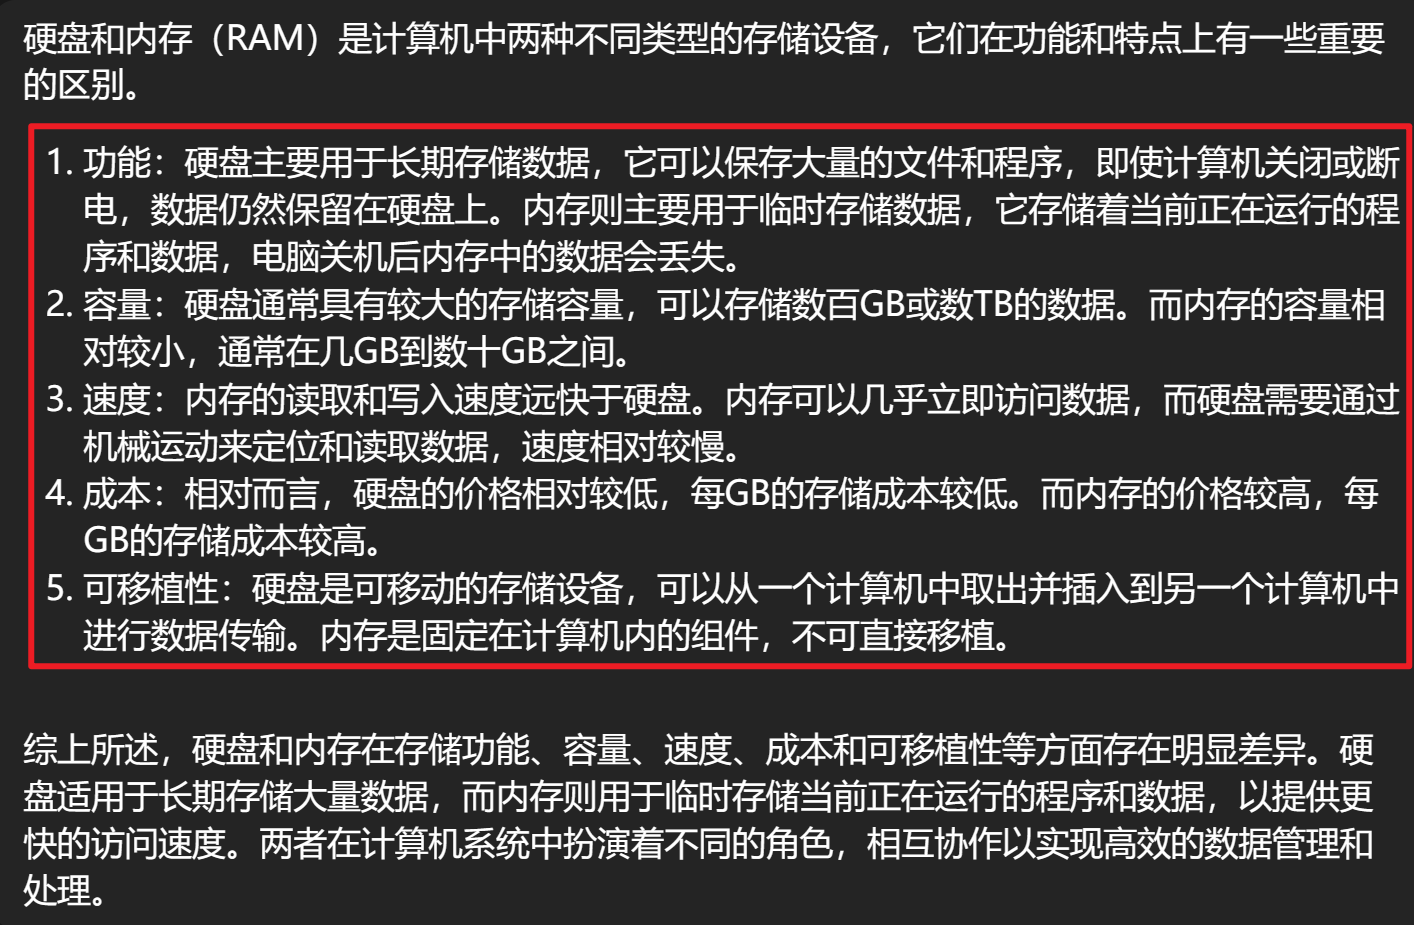 硬盘和内存（RAM）是计算机中两种不同类型的存储设备，它们在功能和特点上有一些重要
的区别。
1. 功能：硬盘主要用于长期存储数据，它可以保存大量的文件和程序，即使计算机关闭或断
电，数据仍然保留在硬盘上。内存则主要用于临时存储数据，它存储着当前正在运行的程
序和数据，电脑关机后内存中的数据会丢失。
2. 容量：硬盘通常具有较大的存储容量，可以存储数百GB或数TB的数据。而内存的容量相
对较小，通常在几GB到数十GB之间。
3. 速度：内存的读取和写入速度远快于硬盘。内存可以几乎立即访问数据，而硬盘需要通过
机械运动来定位和读取数据，速度相对较慢。
4. 成本：相对而言，硬盘的价格相对较低，每GB的存储成本较低。而内存的价格较高，每
GB的存储成本较高。
5. 可移植性：硬盘是可移动的存储设备，可以从一个计算机中取出并插入到另一个计算机中
进行数据传输。内存是固定在计算机内的组件，不可直接移植。
综上所述，硬盘和内存在存储功能、容量、速度、成本和可移植性等方面存在明显差异。硬
盘适用于长期存储大量数据，而内存则用于临时存储当前正在运行的程序和数据，以提供更
快的访问速度。两者在计算机系统中扮演着不同的角色，相互协作以实现高效的数据管理和
处理。